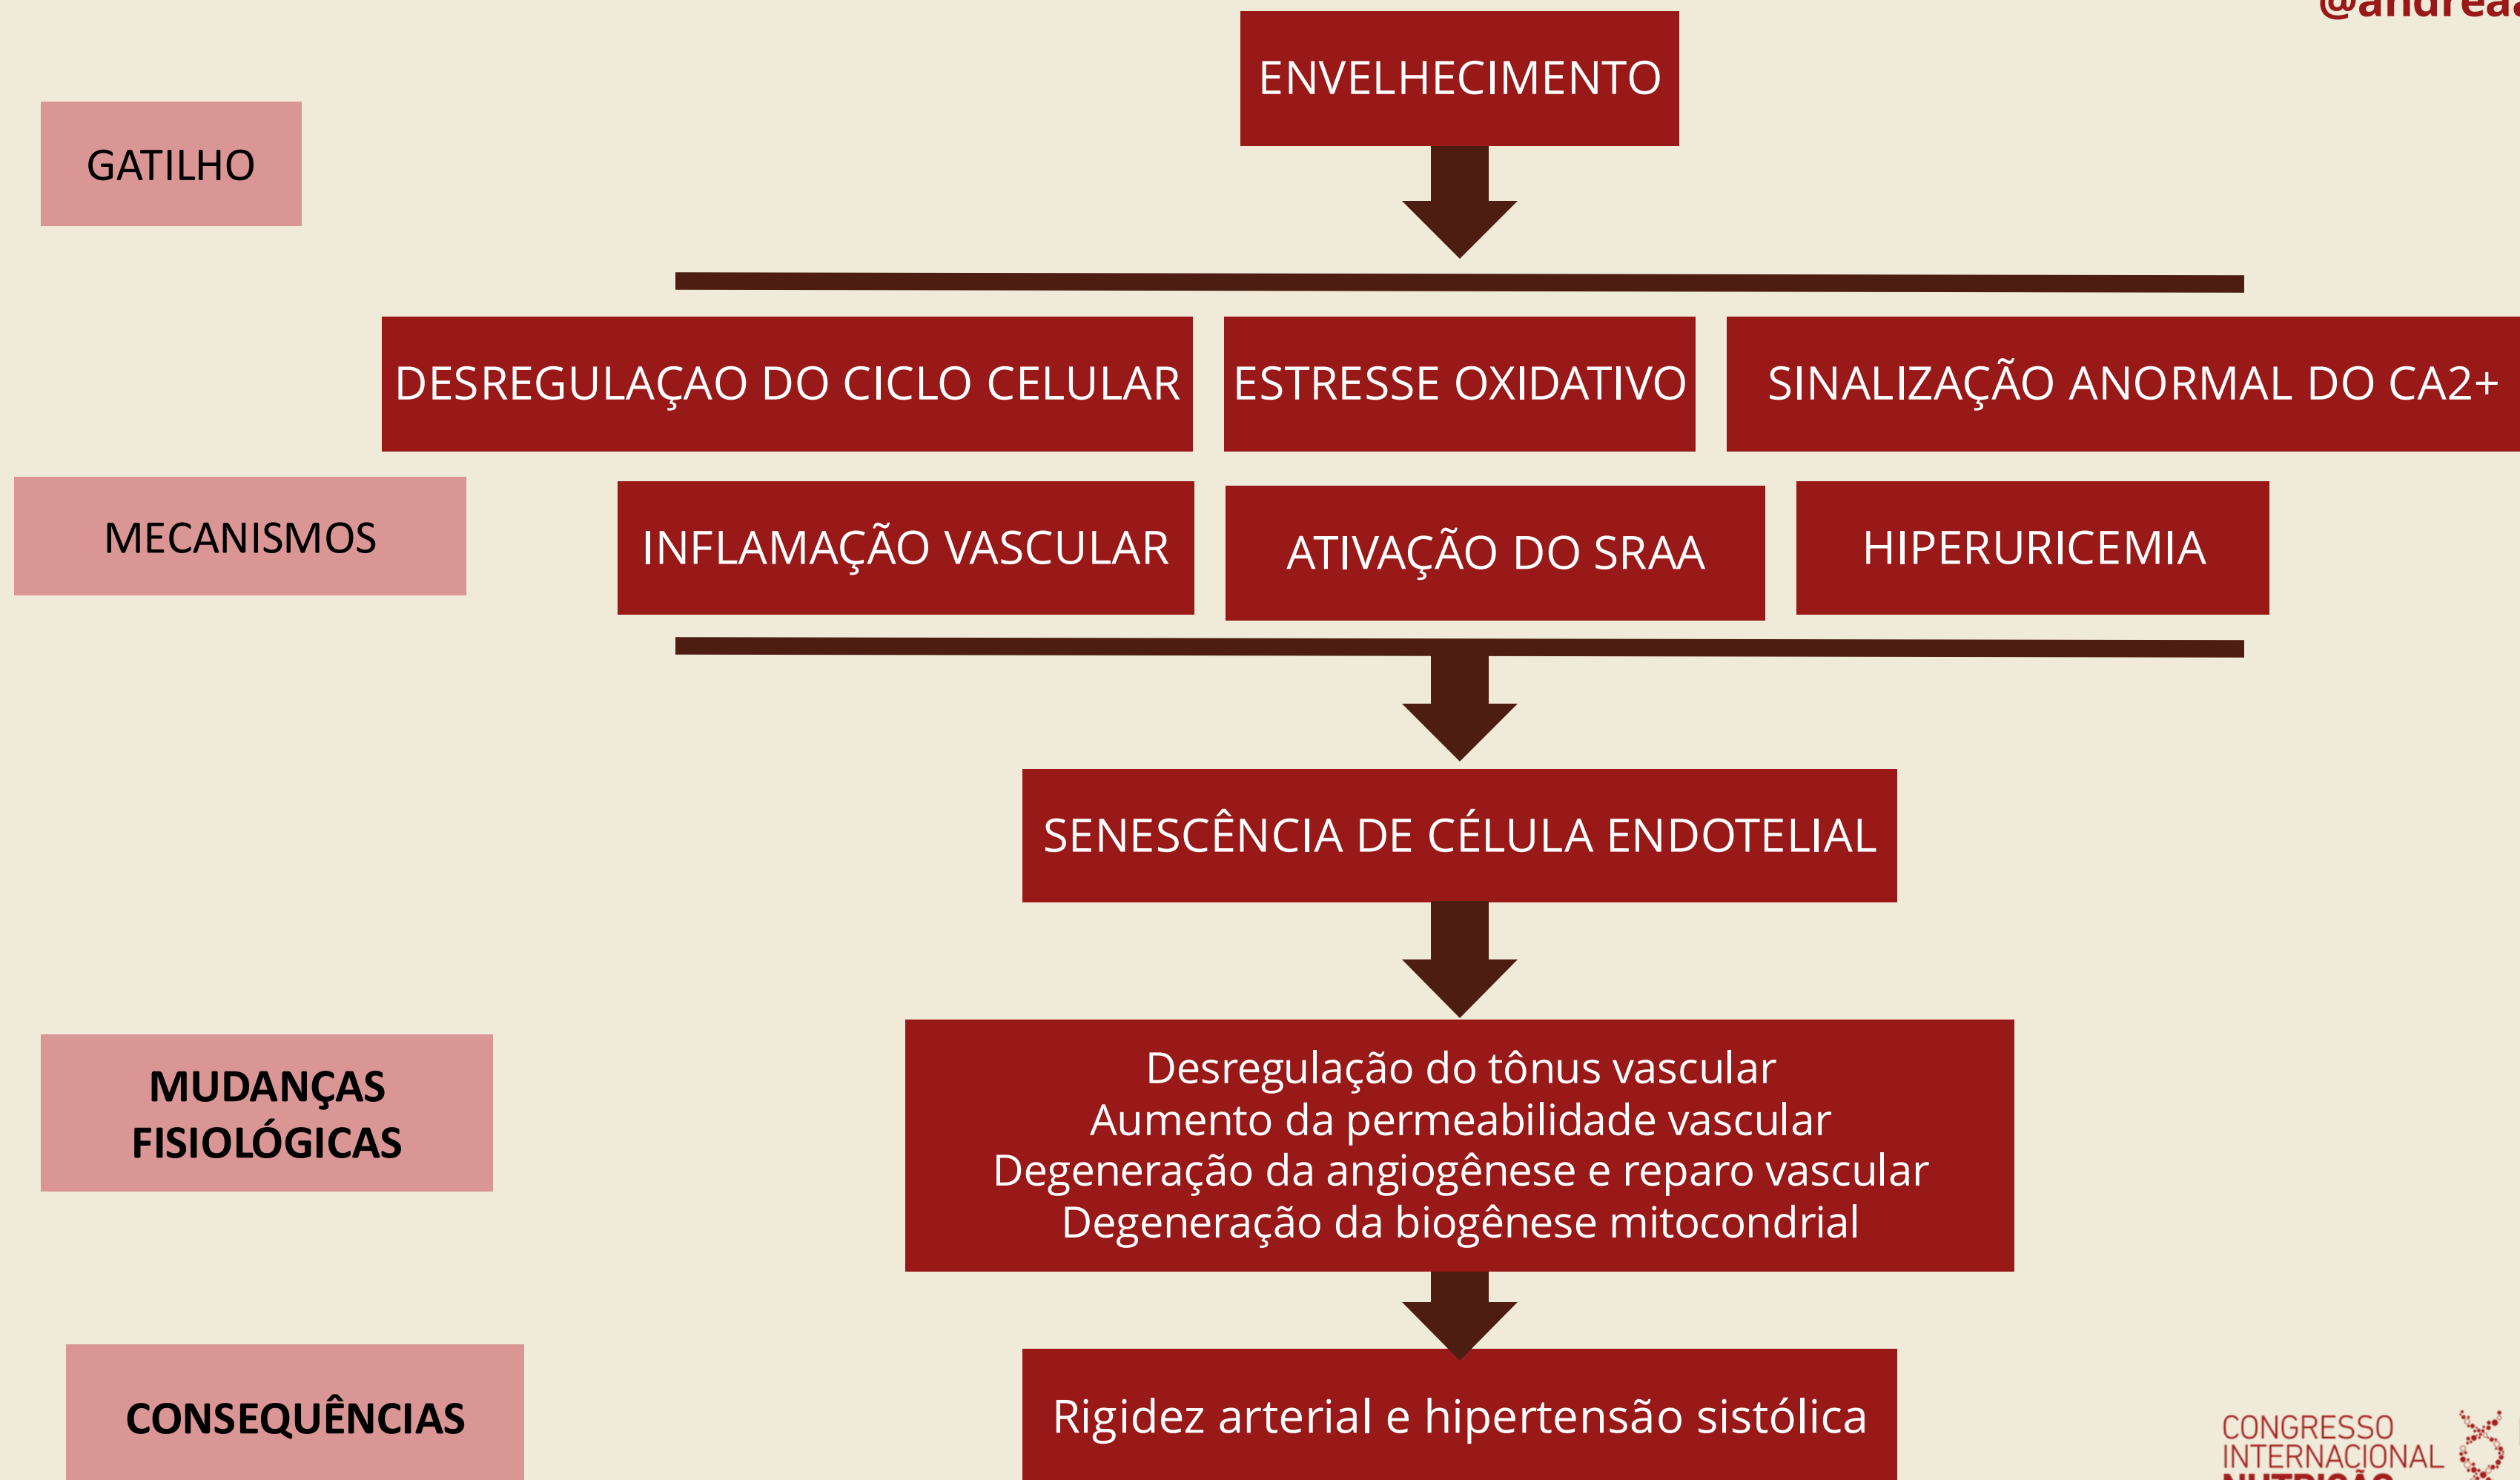 ENVELHECIMENTO
GATILHO
DESREGULAÇAO DO CICLO CELULAR
ESTRESSE OXIDATIVO
SINALIZAÇÃO ANORMAL DO CA2+
MECANISMOS
INFLAMAÇÃO VASCULAR
ATIVAÇÃO DO SRAA
HIPERURICEMIA
SENESCÊNCIA DE CÉLULA ENDOTELIAL
MUDANÇAS
FISIOLÓGICAS
Desregulação do tônus vascular
Aumento da permeabilidade vascular
Degeneração da angiogênese e reparo vascular
Degeneração da biogênese mitocondrial
CONSEQUÊNCIAS
Rigidez arterial e hipertensão sistólica
CONGRESSO
INTERNACIONAL
NUTRIÇÃO